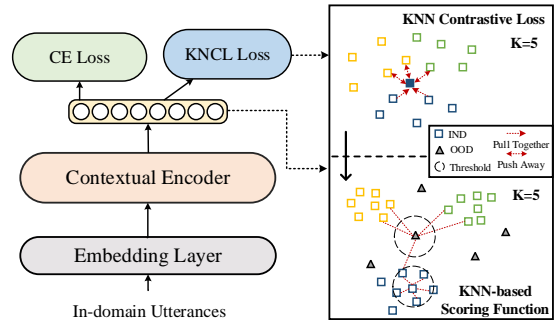 CE Loss
KNCL Loss
Contextual Encoder
Embedding Layer
In-domain Utterances
KNN Contrastive Loss
K=5
IND
OOD
Threshold
Pull Together
Push Away
K=5
KNN-based
Scoring Function